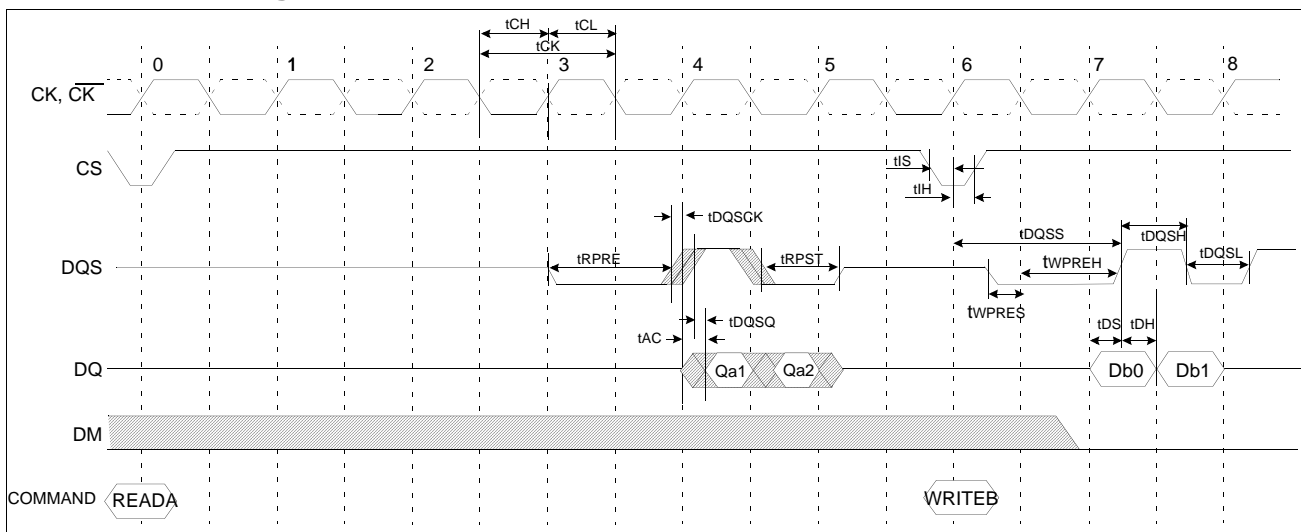 tCH tCL
tCK
0 1 2 3 4 5 6 7 8
CK, CK
CS
tIS
tIH
tDQSCK
tDQSS
tDQSH
DQS
tRPRE
tRPST
tWPREH
tDQSL
tWPRES
tDQSQ
tAC
tDS tDH
DQ
Qa1 Qa2
Db0 Db1
DM
COMMAND
READA
WRITEB